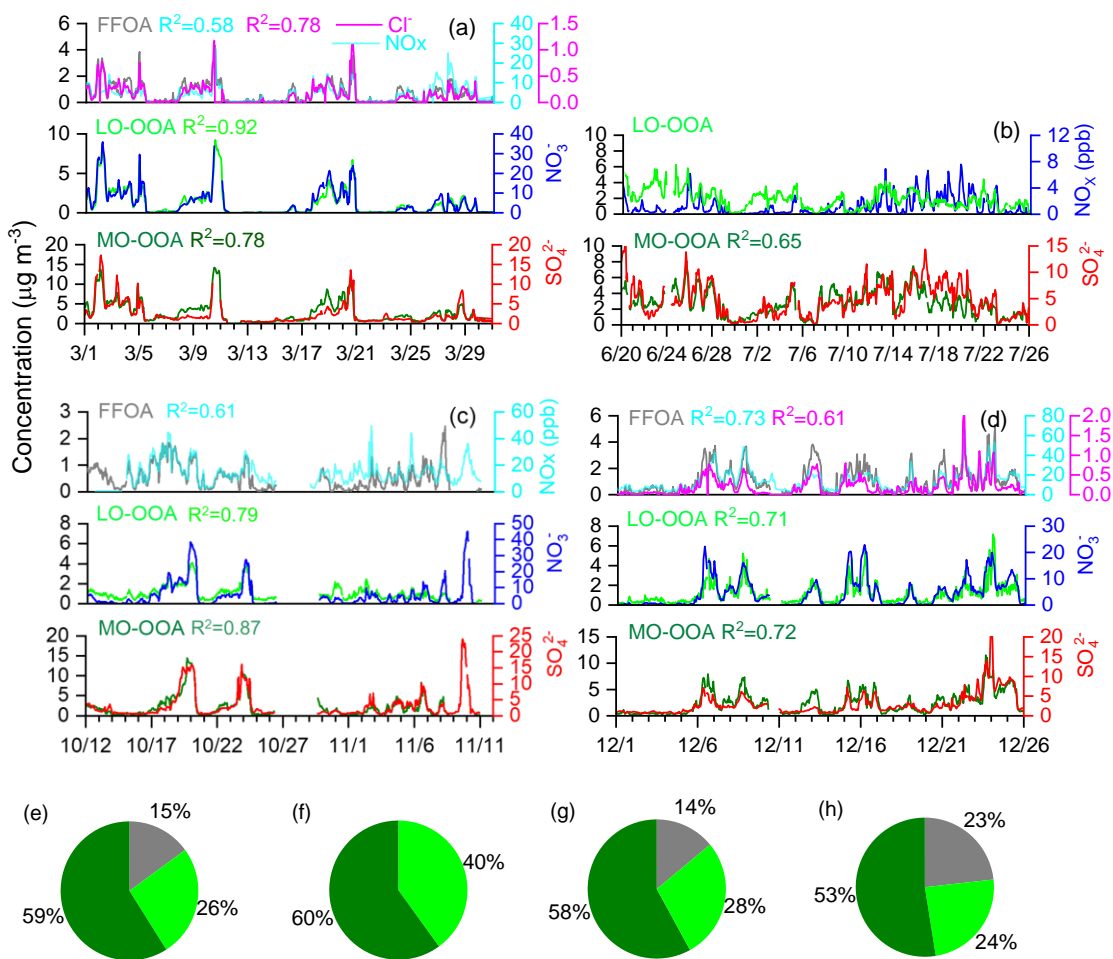 Concentration (µg m⁻³)
FFOA R²=0.58 R²=0.78 Cl⁻ (a)
NOx
6 4 2 0
40 30 20 10 0
1.5 1.0 0.5 0.0
LO-OOA R²=0.92
10 5 0
40 30 20 10 0
NO₃⁻
MO-OOA R²=0.78
20 15 10 5 0
20 15 10 5 0
SO₄²⁻
3/1 3/5 3/9 3/13 3/17 3/21 3/25 3/29
LO-OOA (b)
10 8 6 4 2 0
12 8 4 0
NOX (ppb)
MO-OOA R²=0.65
10 8 6 4 2 0
15 10 5 0
SO₄²⁻
6/20 6/24 6/28 7/2 7/6 7/10 7/14 7/18 7/22 7/26
FFOA R²=0.61 (c)
3 2 1 0
60 40 20 0
NOx (ppb)
LO-OOA R²=0.79
8 6 4 2 0
50 40 30 20 10 0
NO₃⁻
MO-OOA R²=0.87
20 15 10 5 0
25 20 15 10 5 0
SO₄²⁻
10/12 10/17 10/22 10/27 11/1 11/6 11/11
FFOA R²=0.73 R²=0.61 (d)
6 4 2 0
80 60 40 20 0
2.0 1.5 1.0 0.5 0.0
LO-OOA R²=0.71
8 6 4 2 0
30 20 10 0
NO₃⁻
MO-OOA R²=0.72
15 10 5 0
20 15 10 5 0
SO₄²⁻
12/1 12/6 12/11 12/16 12/21 12/26
(e)
15%
26%
59%
(f)
40%
60%
(g)
14%
28%
58%
(h)
23%
24%
53%